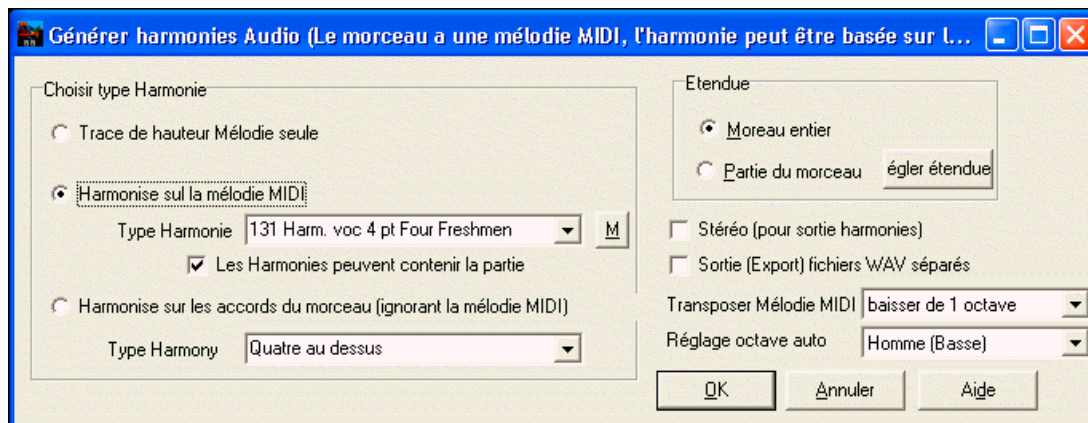 Générer harmonies Audio (Le morceau a une mélodie MIDI, l'harmonie peut être basée sur l...
Choisir type Harmonie
Trace de hauteur Mélodie seule
Harmonise sul la mélodie MIDI
Type Harmonie 131 Harm. voc 4 pt Four Freshmen M
Les Harmonies peuvent contenir la partie
Harmonise sur les accords du morceau (ignorant la mélodie MIDI)
Type Harmony Quatre au dessus
Etendue
Moreau entier
Partie du morceau égler étendue
Stéréo (pour sortie harmonies)
Sortie (Export) fichiers WAV séparés
Transposer Mélodie MIDI baisser de 1 octave
Réglage octave auto Homme (Basse)
OK Annuler Aide